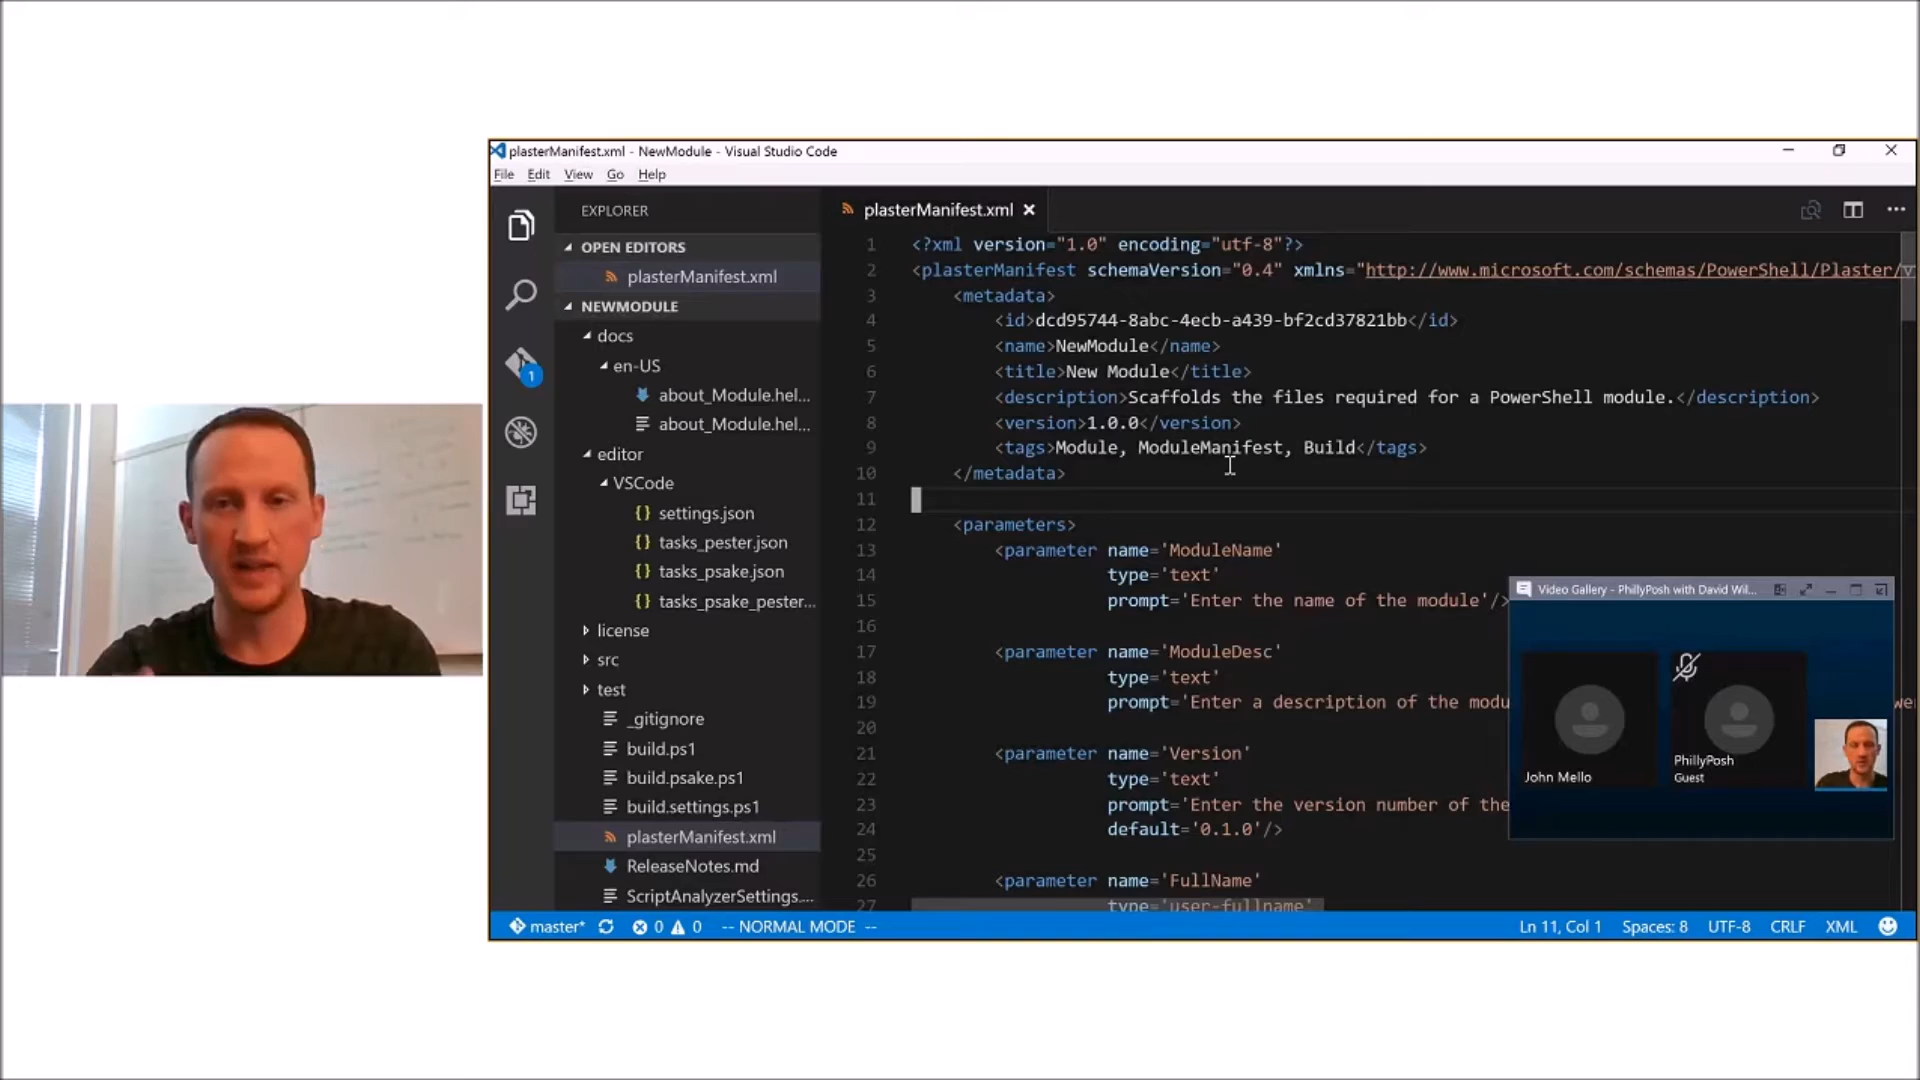 plasterManifest.xml - NewModule - Visual Studio Code
File Edit View Go Help
EXPLORER
OPEN EDITORS
plasterManifest.xml
NEWMODULE
docs
en-US
about_Module.hel...
about_Module.hel...
editor
VSCode
{} settings.json
{} tasks_pester.json
{} tasks_psake.json
{} tasks_psake_pester...
license
src
test
_gitignore
build.ps1
build.psake.ps1
build.settings.ps1
plasterManifest.xml
ReleaseNotes.md
ScriptAnalyzerSettings....
1
plasterManifest.xml
1 <?xml version="1.0" encoding="utf-8"?>
2 <plasterManifest schemaVersion="0.4" xmlns="http://www.microsoft.com/schemas/PowerShell/Plaster/v
3 <metadata>
4 <id>dcd95744-8abc-4ecb-a439-bf2cd37821bb</id>
5 <name>NewModule</name>
6 <title>New Module</title>
7 <description>Scaffolds the files required for a PowerShell module.</description>
8 <version>1.0.0</version>
9 <tags>Module, ModuleManifest, Build</tags>
10 </metadata>
11
12 <parameters>
13 <parameter name='ModuleName'
14 type='text'
15 prompt='Enter the name of the module'/>
16
17 <parameter name='ModuleDesc'
18 type='text'
19 prompt='Enter a description of the modu
20
21 <parameter name='Version'
22 type='text'
23 prompt='Enter the version number of the
24 default='0.1.0'/>
25
26 <parameter name='FullName'
27 type='user-fullname'
Video Gallery - PhillyPosh with David Wil...
John Mello
PhillyPosh
Guest
master* 0 0 -- NORMAL MODE -- Ln 11, Col 1 Spaces: 8 UTF-8 CRLF XML